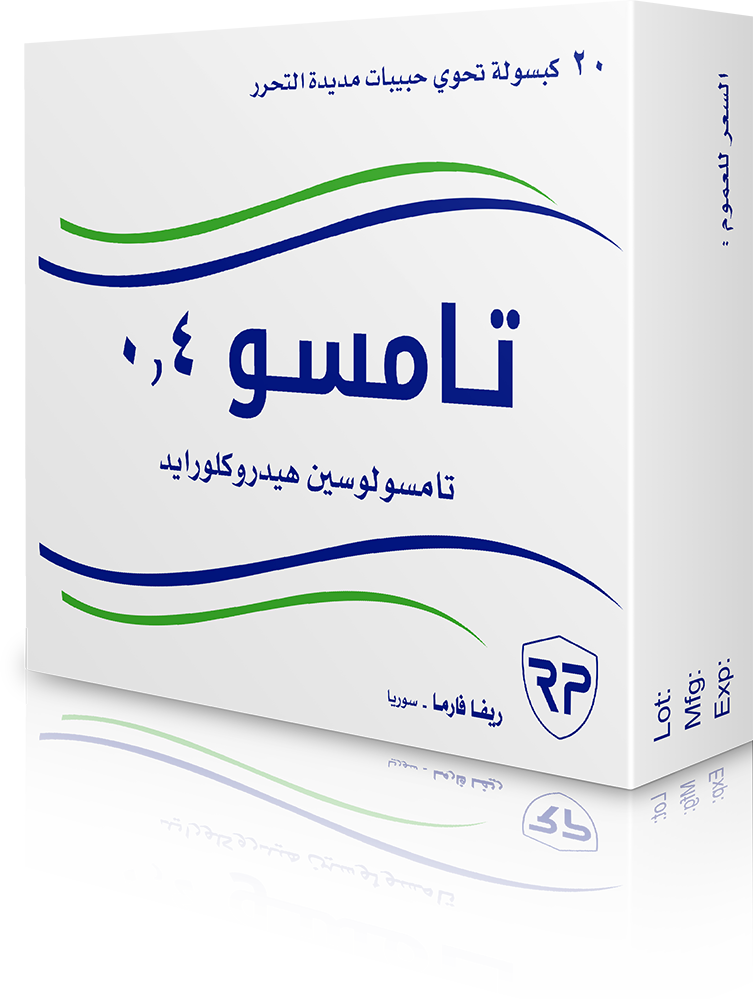 ٢٠ كبسولة تحوي حبيبات مديدة التحرر
تامسو ٠٫٤
تامسولوسين هيدروكلورايد
RP
ريفا فارما - سوريا
السعر للعموم :
Lot:
Mfg:
Exp: